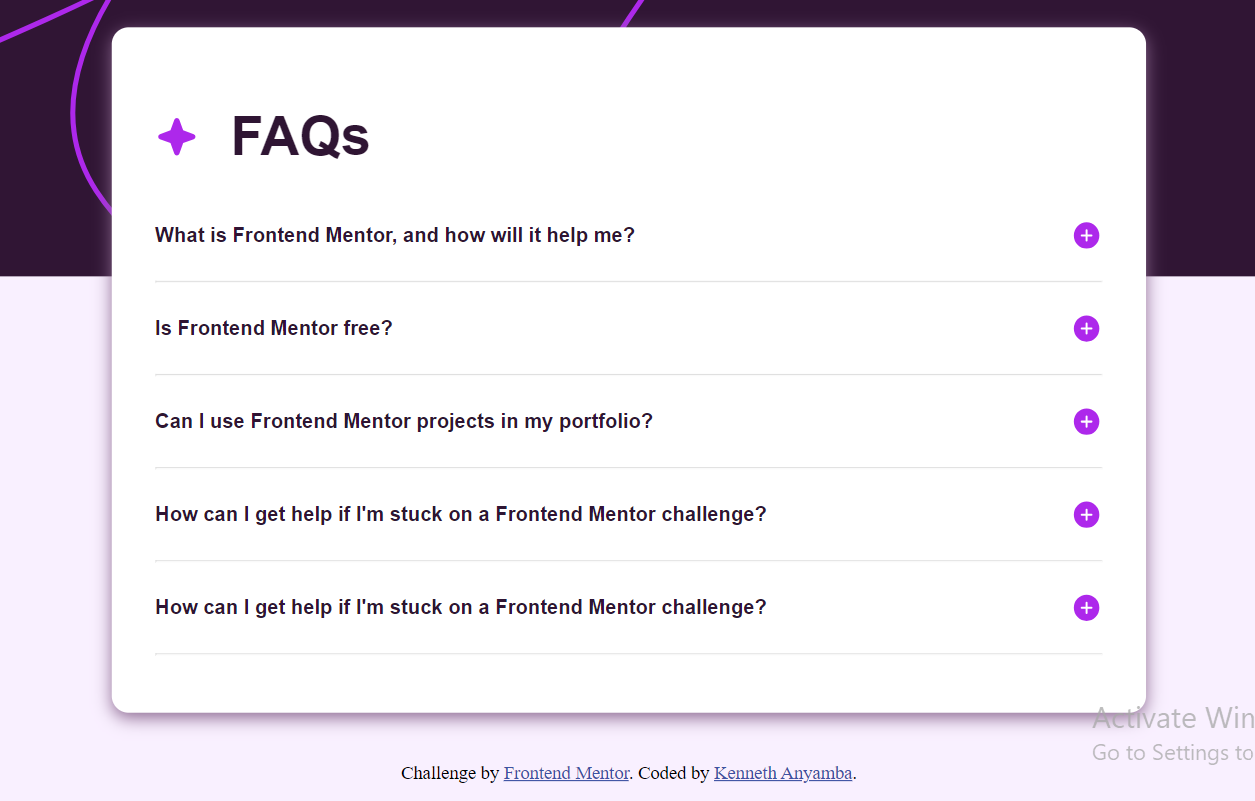 FAQs
What is Frontend Mentor, and how will it help me?
Is Frontend Mentor free?
Can I use Frontend Mentor projects in my portfolio?
How can I get help if I'm stuck on a Frontend Mentor challenge?
How can I get help if I'm stuck on a Frontend Mentor challenge?
Activate Win
Go to Settings to
Challenge by Frontend Mentor. Coded by Kenneth Anyamba.